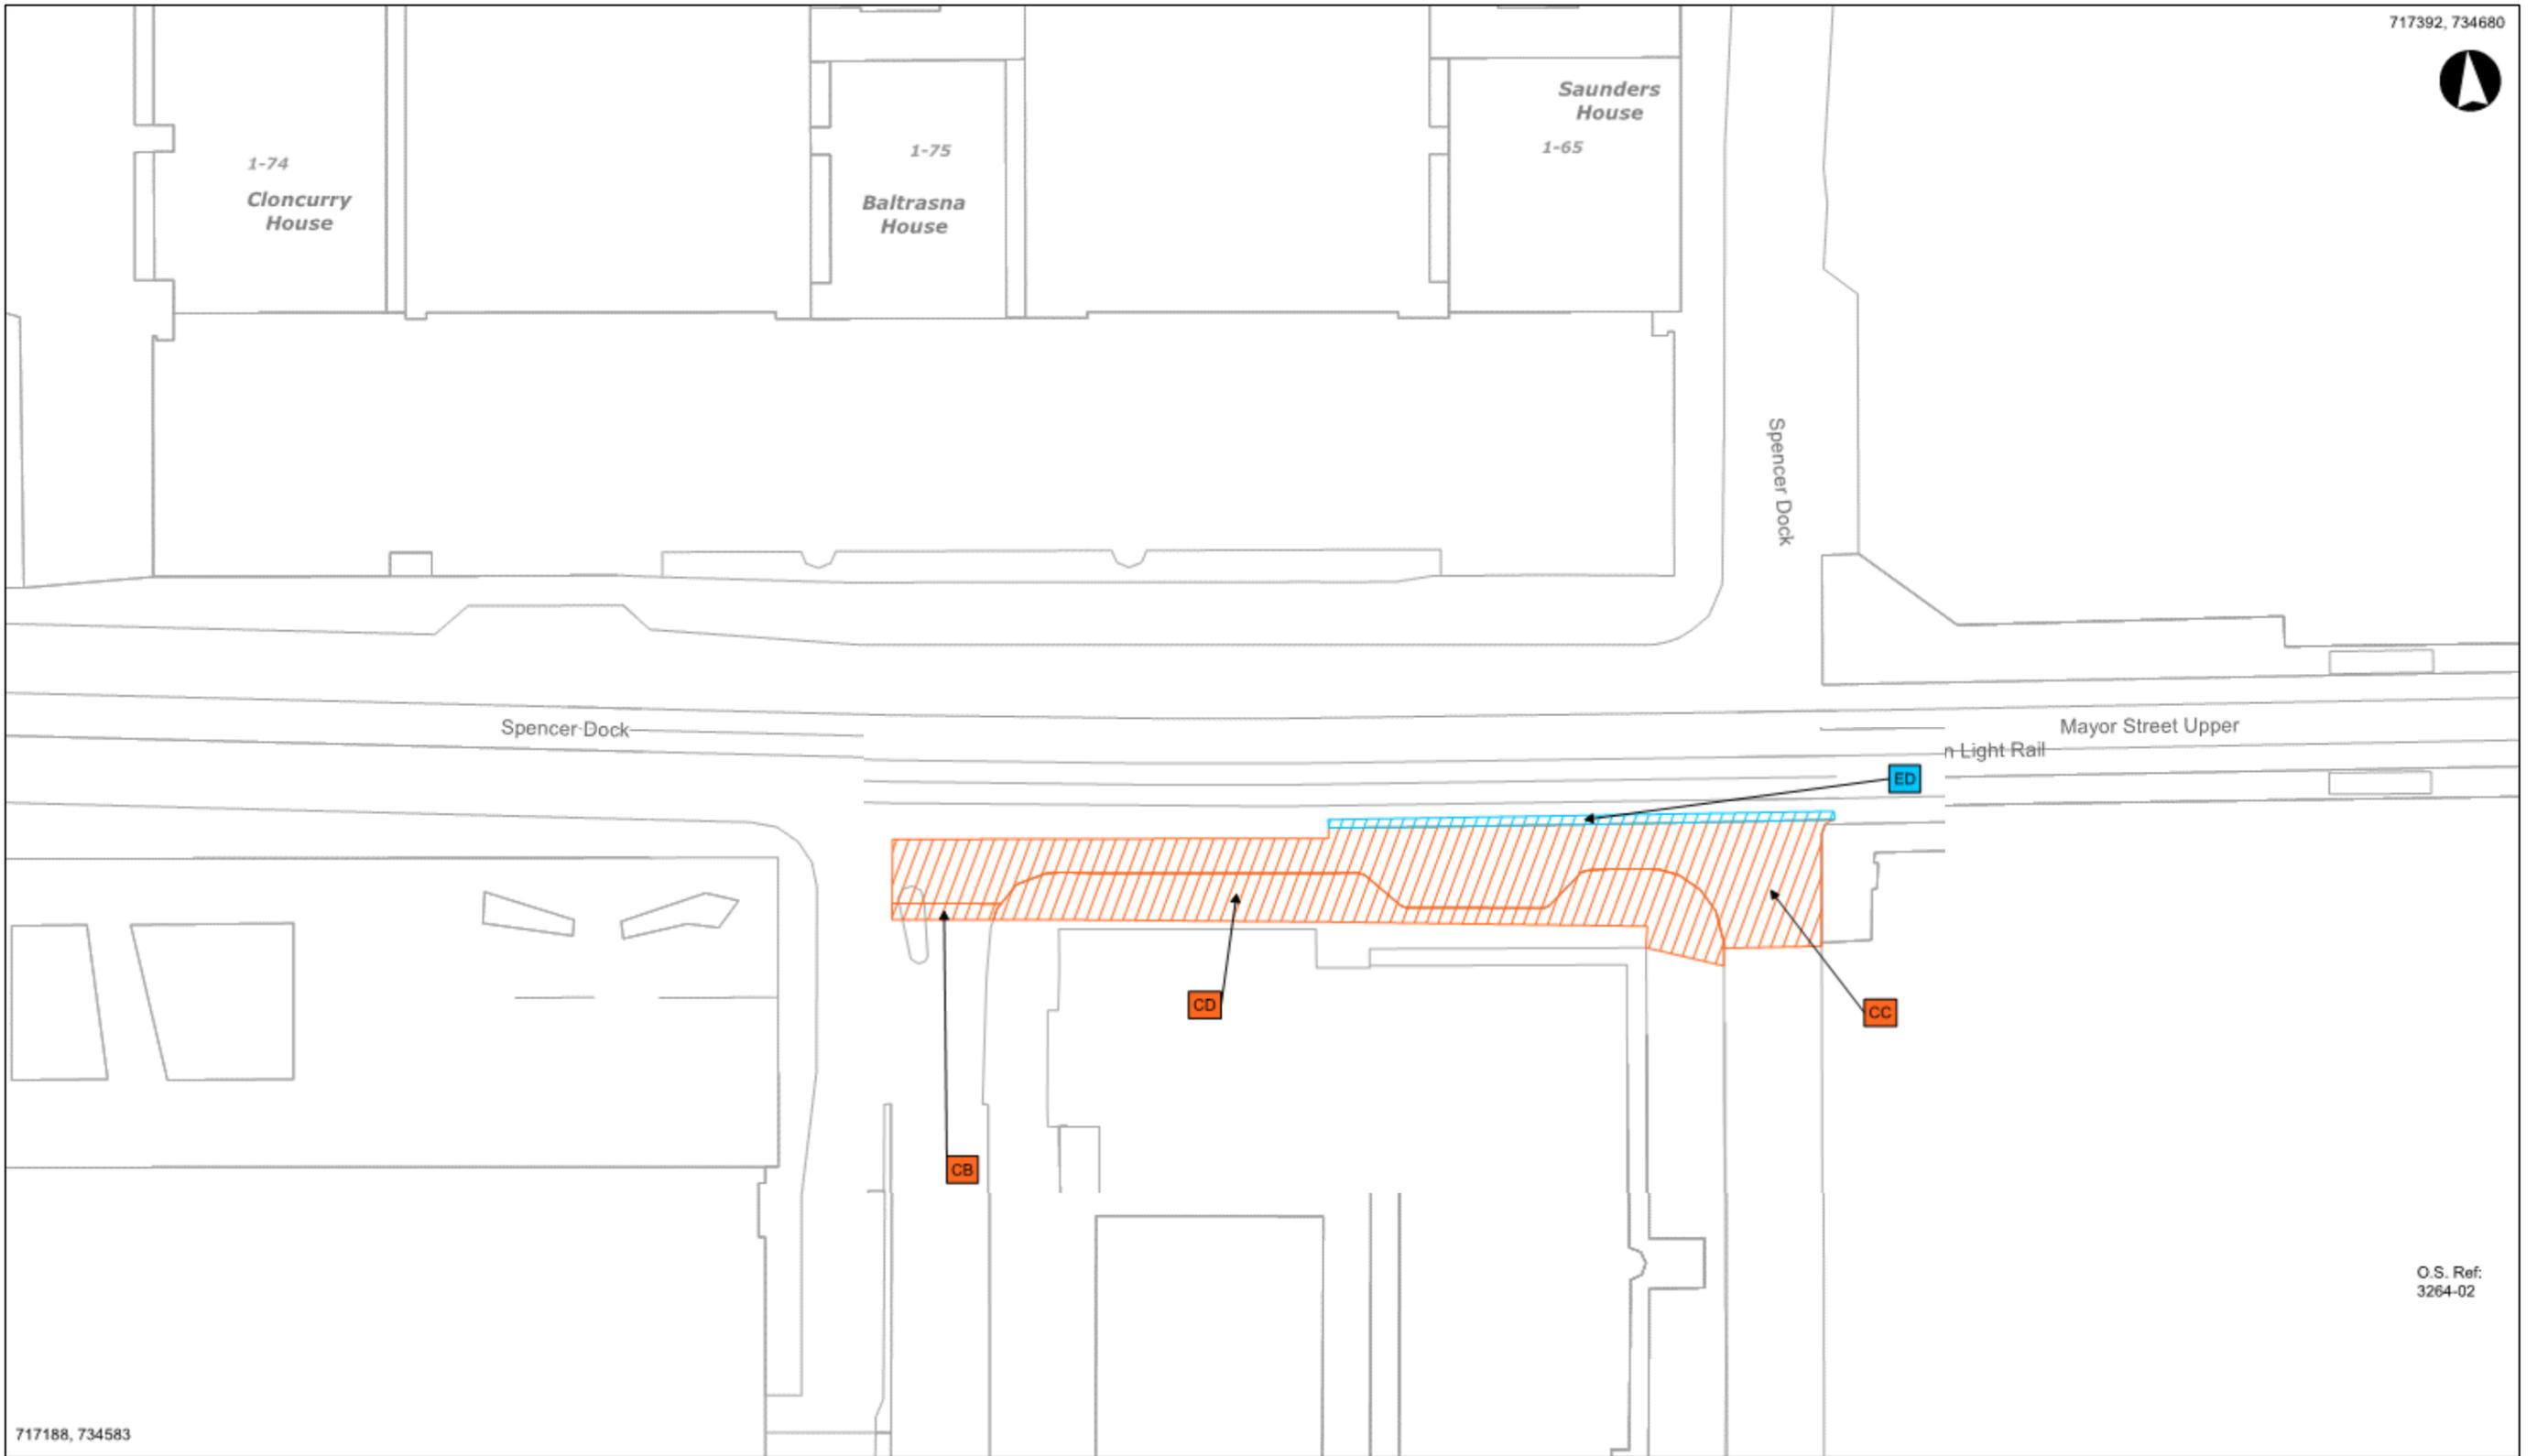 717392, 734680
Saunders
House
1-65
1-75
Baltrasna
House
1-74
Cloncurry
House
Spencer Dock
Spencer Dock
Mayor Street Upper
n Light Rail
ED
CD
CC
CB
O.S. Ref:
3264-02
717188, 734583